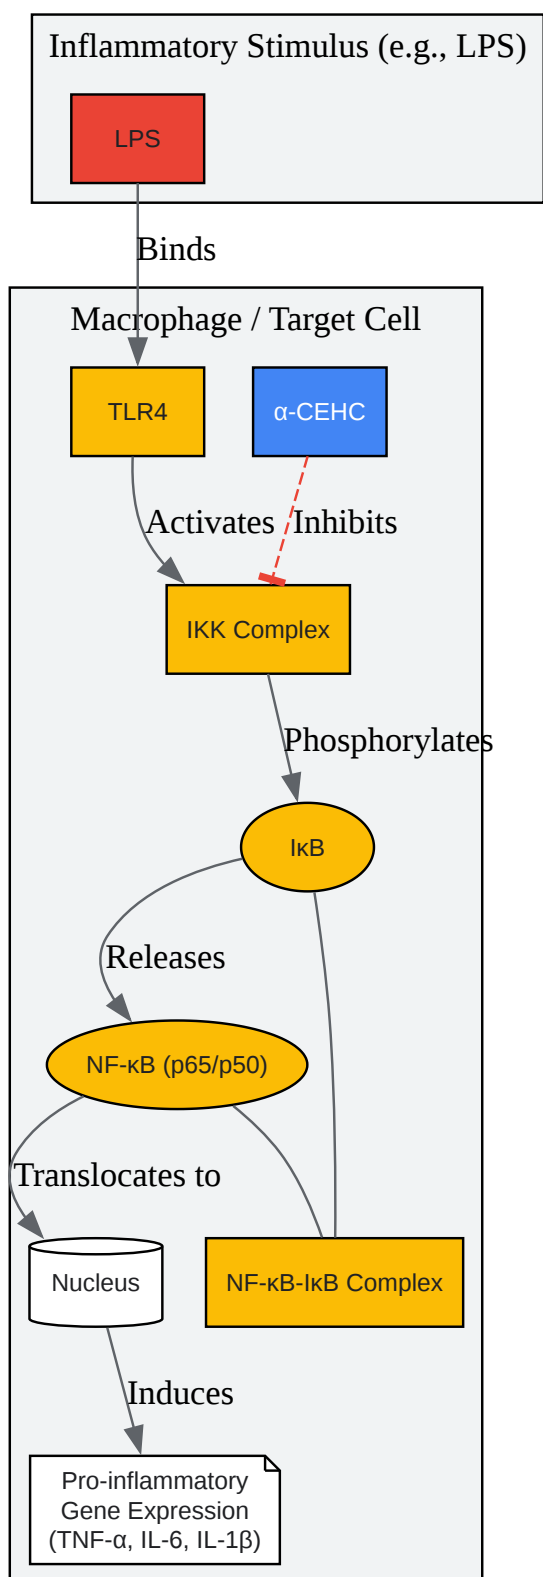 Inflammatory Stimulus (e.g., LPS)
LPS
Binds
Macrophage / Target Cell
TLR4
α-CEHC
Activates
Inhibits
IKK Complex
Phosphorylates
IκB
Releases
NF-κB (p65/p50)
Translocates to
Nucleus
NF-κB-IκB Complex
Induces
Pro-inflammatory
Gene Expression
(TNF-α, IL-6, IL-1β)